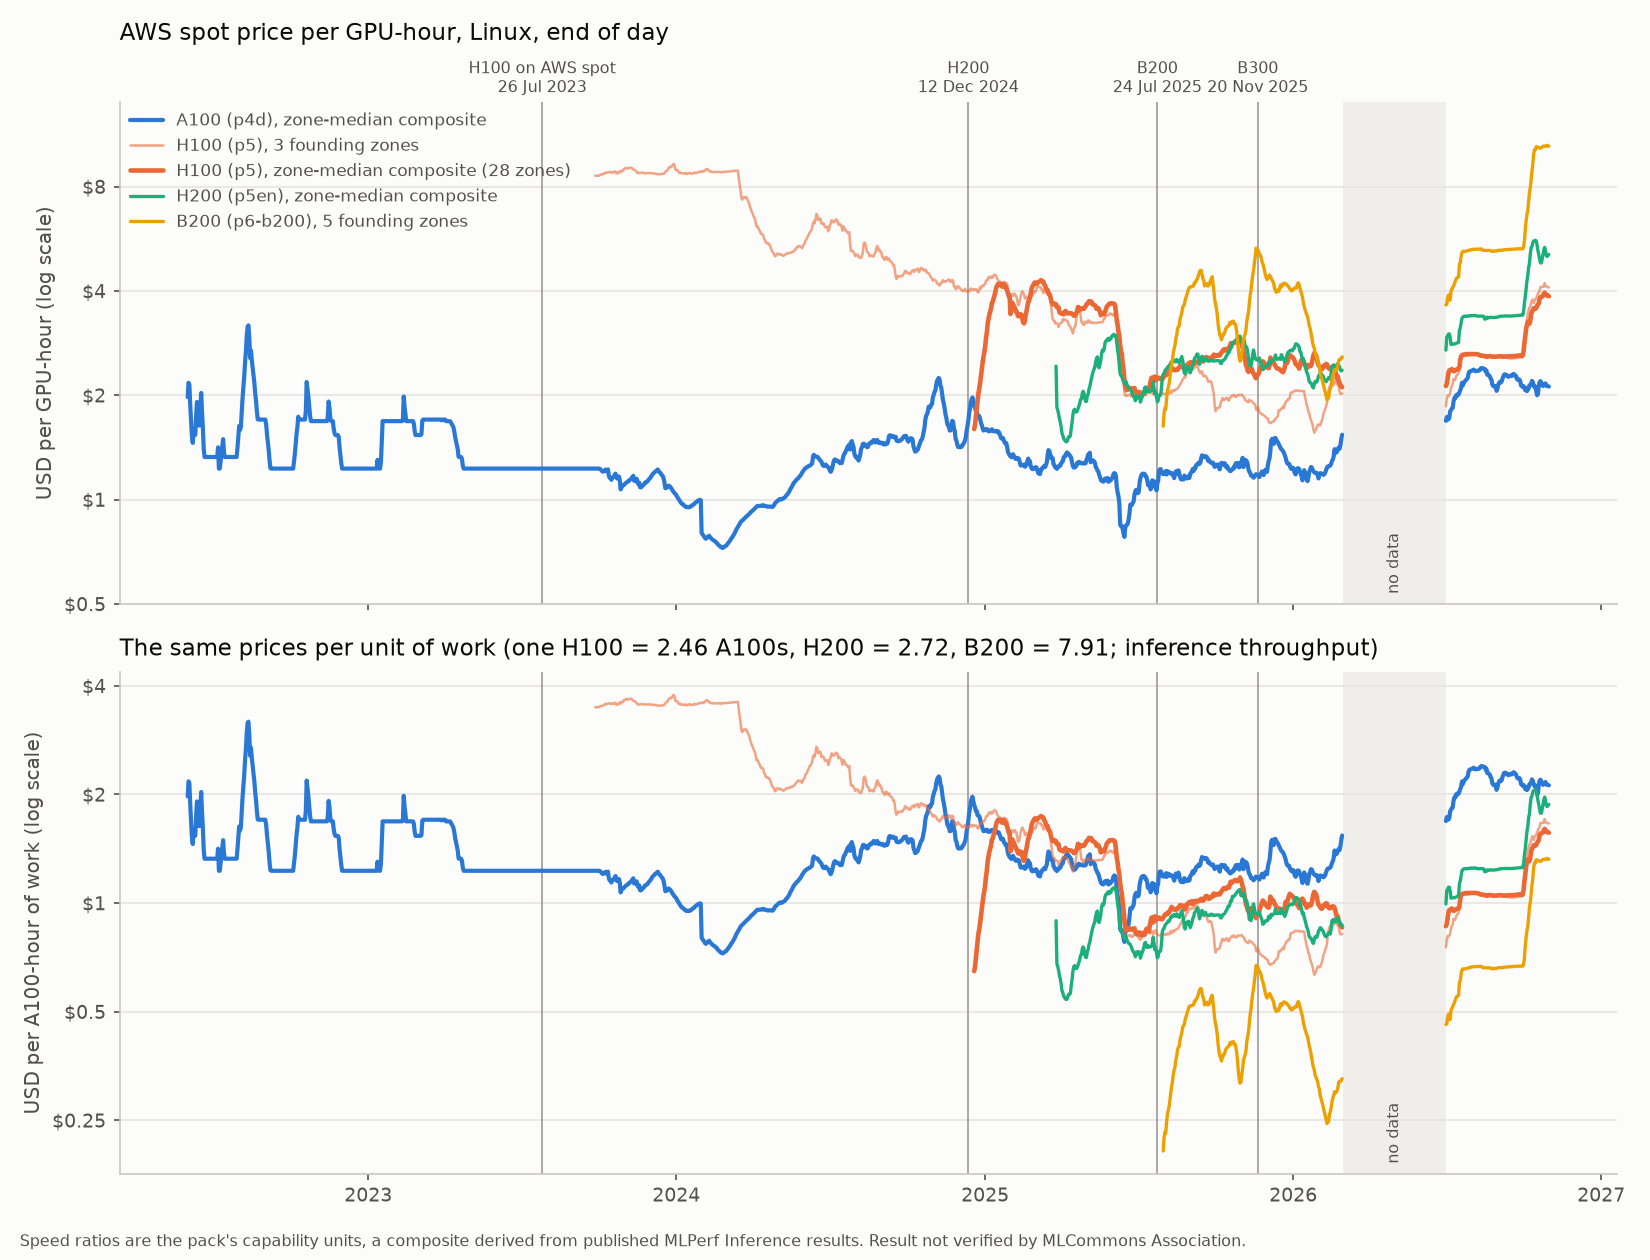 AWS spot price per GPU-hour, Linux, end of day
H100 on AWS spot
26 Jul 2023
H200
12 Dec 2024
B200
24 Jul 2025
B300
20 Nov 2025
A100 (p4d), zone-median composite
H100 (p5), 3 founding zones
H100 (p5), zone-median composite (28 zones)
H200 (p5en), zone-median composite
B200 (p6-b200), 5 founding zones
USD per GPU-hour (log scale)
$8
$4
$2
$1
$0.5
no data
The same prices per unit of work (one H100 = 2.46 A100s, H200 = 2.72, B200 = 7.91; inference throughput)
USD per A100-hour of work (log scale)
$4
$2
$1
$0.5
$0.25
no data
2023
2024
2025
2026
2027
Speed ratios are the pack's capability units, a composite derived from published MLPerf Inference results. Result not verified by MLCommons Association.